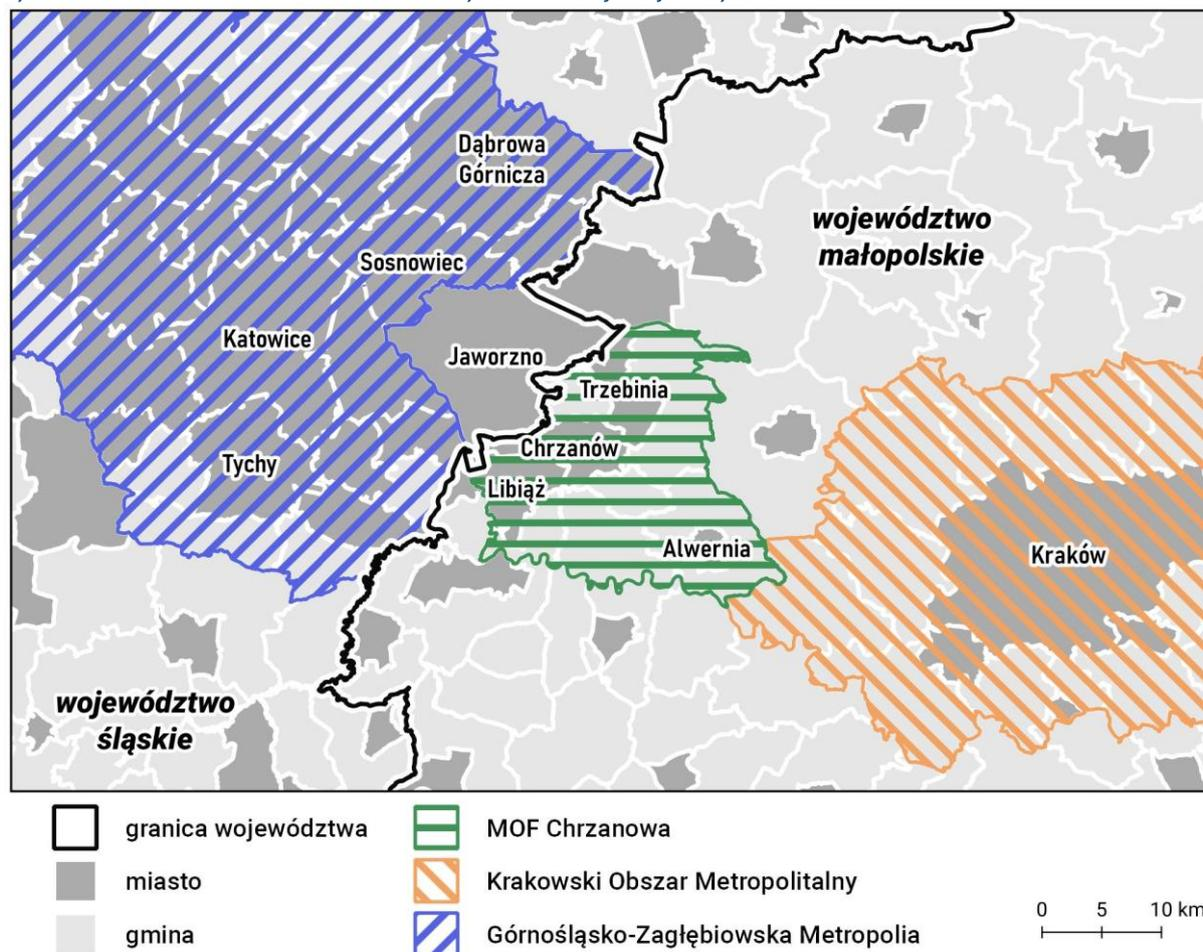 Dąbrowa
Górnicza
województwo
małopolskie
Sosnowiec
Katowice
Jaworzno
Trzebinia
Chrzanów
Tychy
Libiąż
Alwernia
Kraków
województwo
śląskie
granica województwa
MOF Chrzanowa
miasto
Krakowski Obszar Metropolitalny
gmina
Górnośląsko-Zagłębiowska Metropolia
0 5 10 km